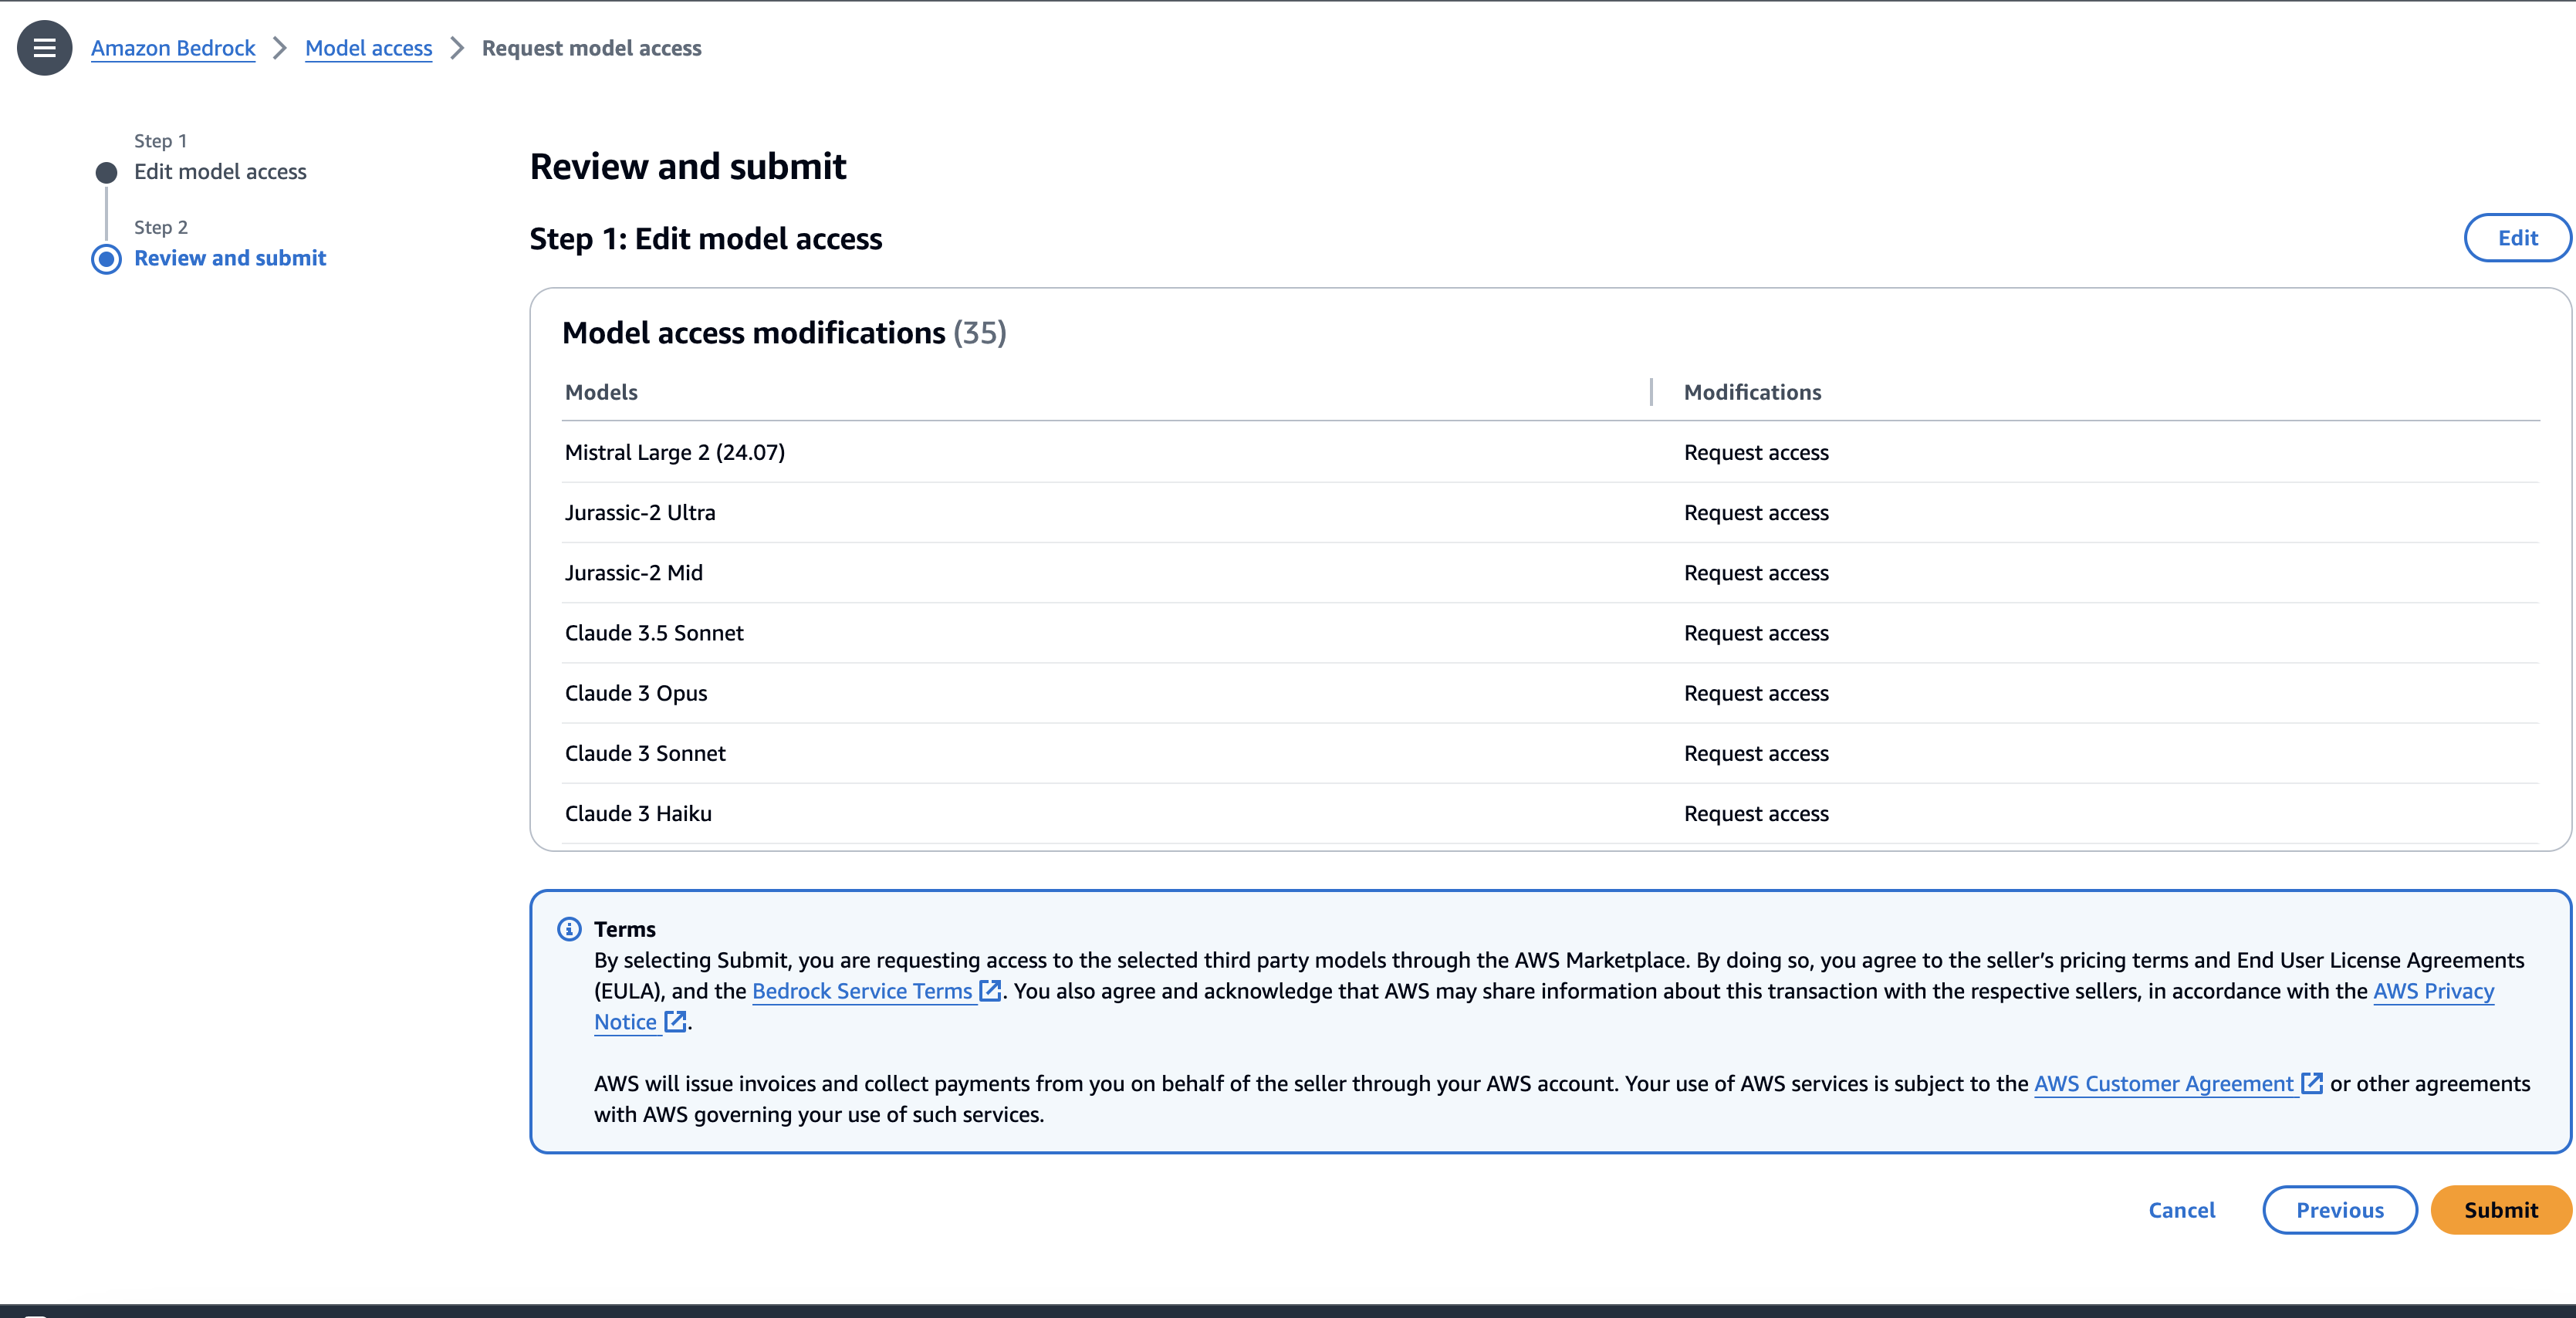 Amazon Bedrock > Model access > Request model access
Step 1
Edit model access
Step 2
Review and submit
Review and submit
Step 1: Edit model access
Edit
Model access modifications (35)
Models Modifications
Mistral Large 2 (24.07) Request access
Jurassic-2 Ultra Request access
Jurassic-2 Mid Request access
Claude 3.5 Sonnet Request access
Claude 3 Opus Request access
Claude 3 Sonnet Request access
Claude 3 Haiku Request access
Terms
By selecting Submit, you are requesting access to the selected third party models through the AWS Marketplace. By doing so, you agree to the seller’s pricing terms and End User License Agreements
(EULA), and the Bedrock Service Terms. You also agree and acknowledge that AWS may share information about this transaction with the respective sellers, in accordance with the AWS Privacy
Notice.
AWS will issue invoices and collect payments from you on behalf of the seller through your AWS account. Your use of AWS services is subject to the AWS Customer Agreement or other agreements
with AWS governing your use of such services.
Cancel Previous Submit